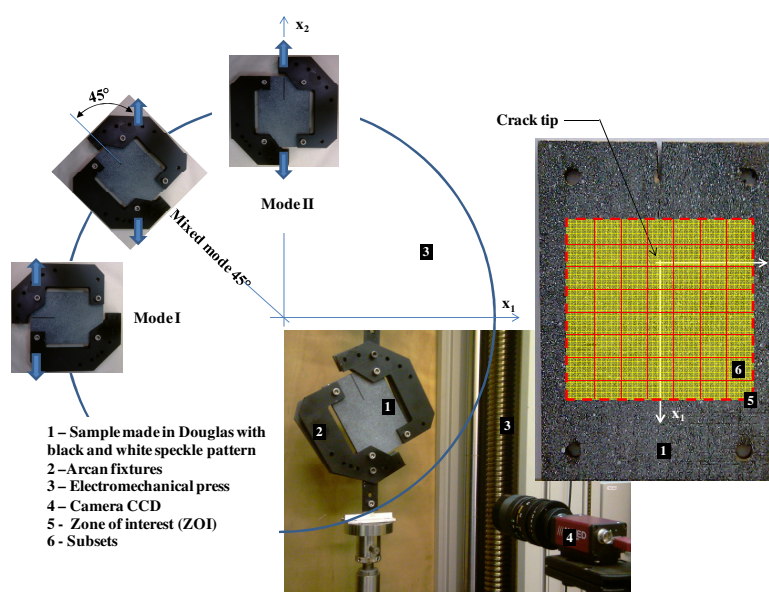 x₂
45°
Crack tip
Mode II
Mixed mode 45°
3
Mode I
x₁
1
2
3
4
6
5
x₁
1
1 – Sample made in Douglas with
black and white speckle pattern
2 –Arcan fixtures
3 – Electromechanical press
4 – Camera CCD
5 - Zone of interest (ZOI)
6 - Subsets